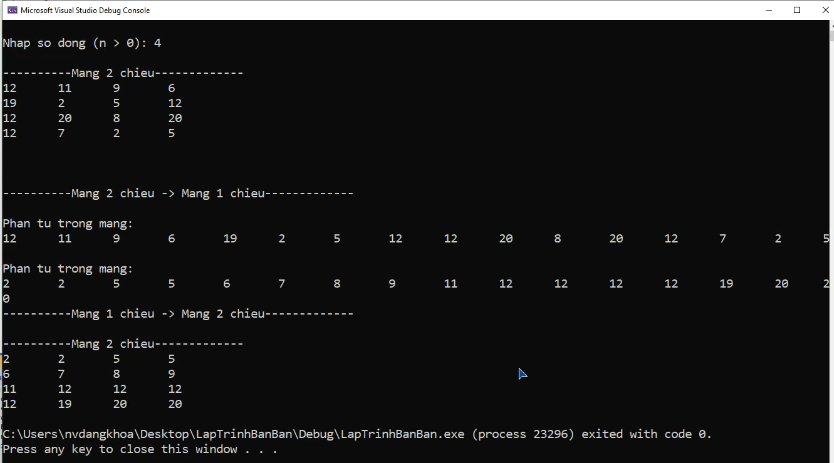 Microsoft Visual Studio Debug Console
Nhap so dong (n > 0): 4
----------Mang 2 chieu-------------
12 11 9 6
19 2 5 12
12 20 8 20
12 7 2 5
----------Mang 2 chieu -> Mang 1 chieu-------------
Phan tu trong mang:
12 11 9 6 19 2 5 12 12 20 8 20 12 7 2 5
Phan tu trong mang:
2 2 5 5 6 7 8 9 11 12 12 12 12 19 20 2
0
----------Mang 1 chieu -> Mang 2 chieu-------------
----------Mang 2 chieu-------------
2 2 5 5
6 7 8 9
11 12 12 12
12 19 20 20
C:\Users\nvdangkhoa\Desktop\LapTrinhBanBan\Debug\LapTrinhBanBan.exe (process 23296) exited with code 0.
Press any key to close this window . . .